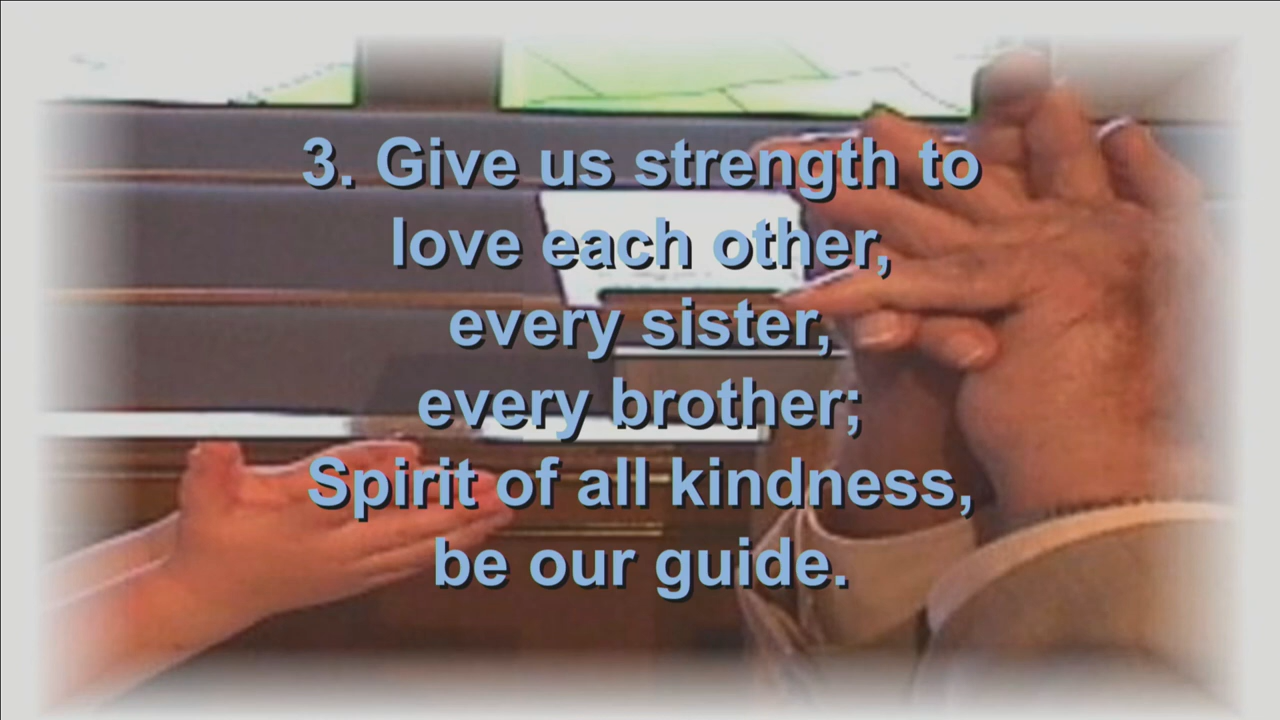 3. Give us strength to
love each other,
every sister,
every brother;
Spirit of all kindness,
be our guide.